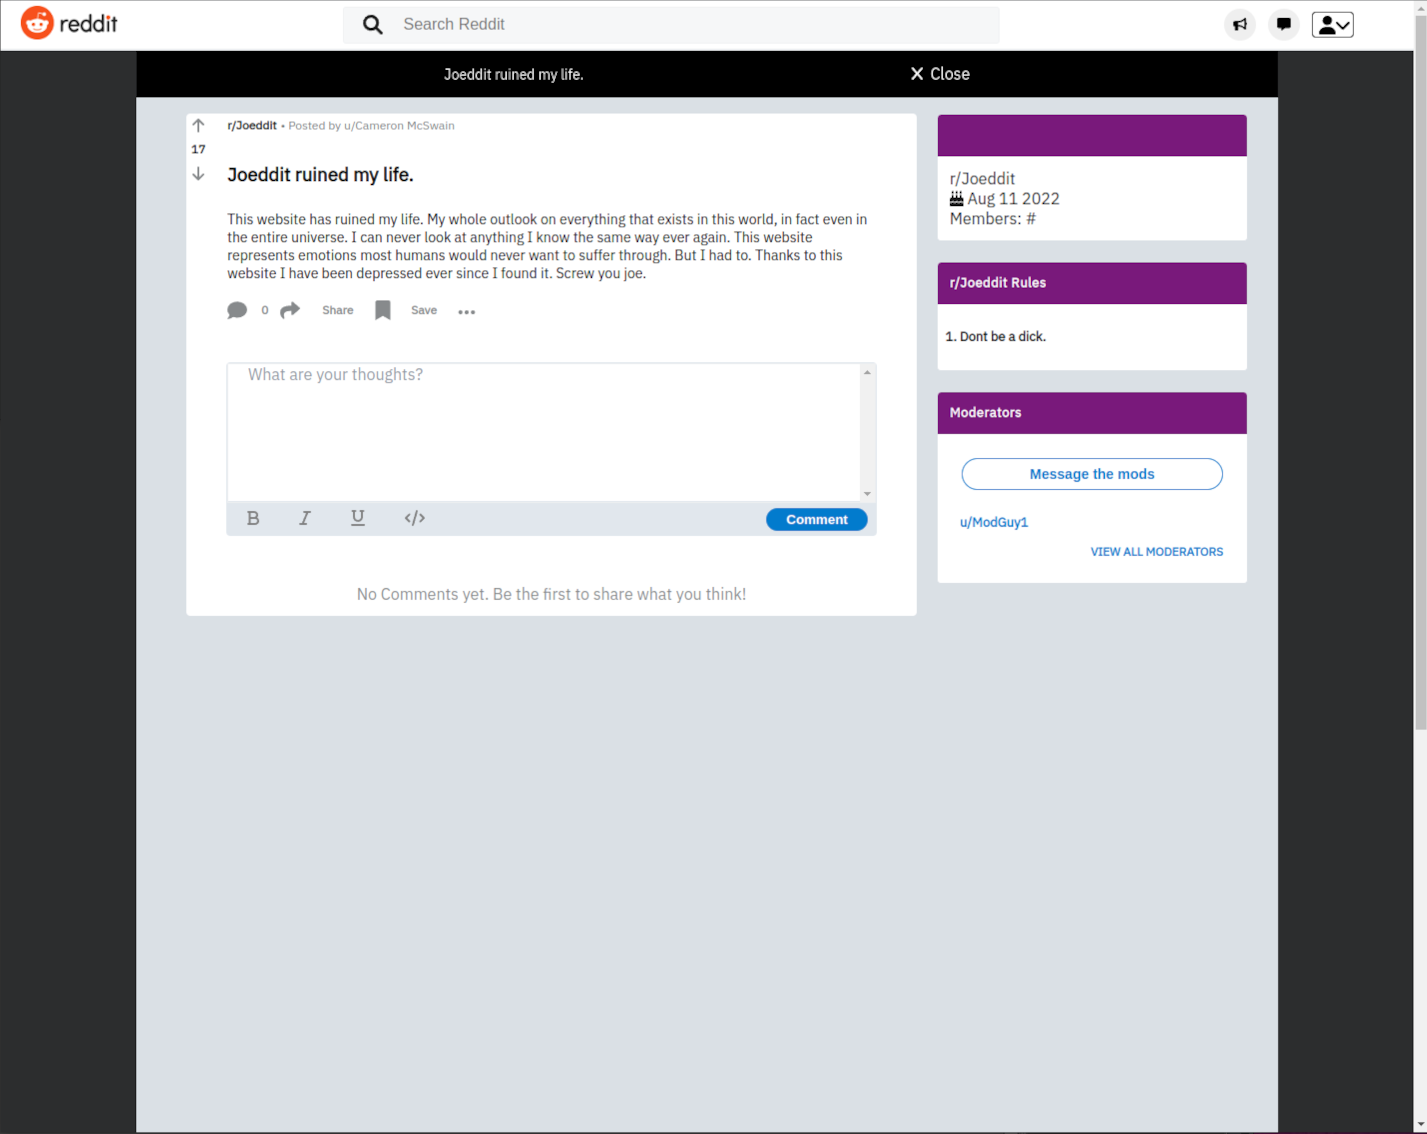 reddit
Search Reddit
Joeddit ruined my life.
Close
r/Joeddit • Posted by u/Cameron McSwain
17
Joeddit ruined my life.
This website has ruined my life. My whole outlook on everything that exists in this world, in fact even in
the entire universe. I can never look at anything I know the same way ever again. This website
represents emotions most humans would never want to suffer through. But I had to. Thanks to this
website I have been depressed ever since I found it. Screw you joe.
0 Share Save
What are your thoughts?
B I U </> Comment
No Comments yet. Be the first to share what you think!
r/Joeddit
Aug 11 2022
Members: #
r/Joeddit Rules
1. Dont be a dick.
Moderators
Message the mods
u/ModGuy1
VIEW ALL MODERATORS